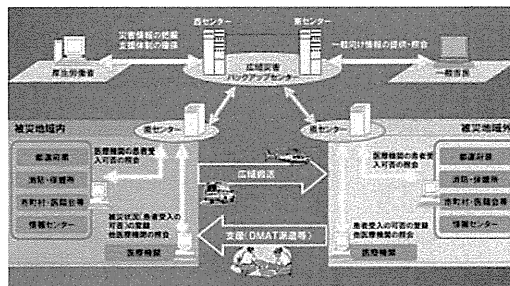 西センター
東センター
災害情報の把握
支援体制の確保
一般向け情報の提供・照会
広域災害
バックアップセンター
厚生労働省
一般市民
被災地域内
県センター
県センター
被災地域外
医療機関の患者受
入可否の照会
医療機関の患者受
入可否の照会
都道府県
消防・保健所
市町村・医師会等
情報センター
広域搬送
都道府県
消防・保健所
市町村・医師会等
情報センター
被災状況(患者受入の
可否)の登録
他医療機関の照会
患者受入の可否の登録
他医療機関の照会
支援(DMAT派遣等)
医療機関
医療機関